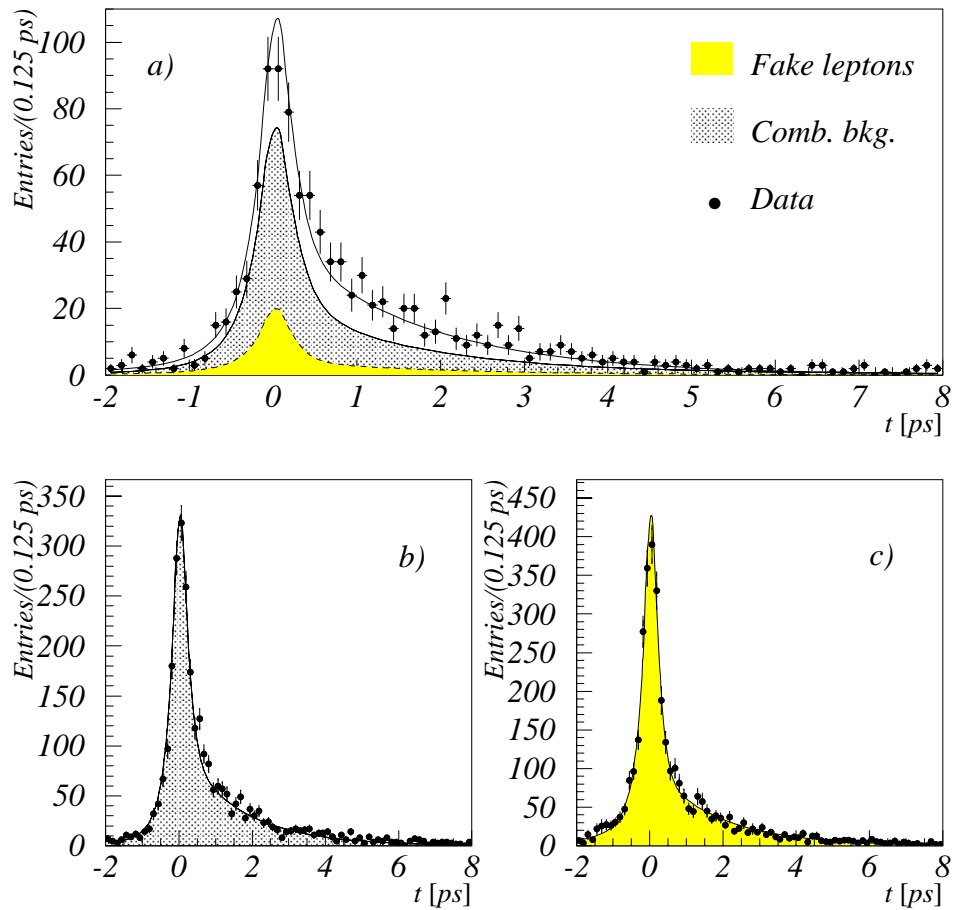 Entries/(0.125 ps)
100
80
60
40
20
0
a)
Fake leptons
Comb. bkg.
Data
-2 -1 0 1 2 3 4 5 6 7 8
t [ps]
Entries/(0.125 ps)
350
300
250
200
150
100
50
0
b)
-2 0 2 4 6 8
t [ps]
Entries/(0.125 ps)
450
400
350
300
250
200
150
100
50
0
c)
-2 0 2 4 6 8
t [ps]